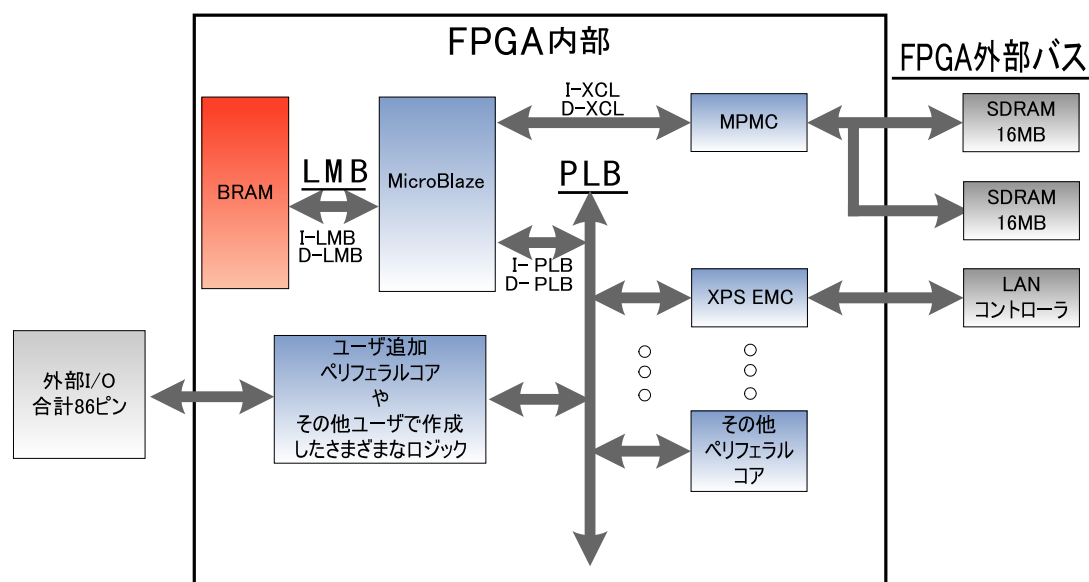 FPGA内部
FPGA外部バス
I-XCL
D-XCL
MPMC
SDRAM
16MB
BRAM
LMB
MicroBlaze
PLB
I-LMB
D-LMB
SDRAM
16MB
I- PLB
D- PLB
XPS EMC
LAN
コントローラ
外部I/O
合計86ピン
ユーザ追加
ペリフェラルコア
や
その他ユーザで作成
したさまざまなロジック
その他
ペリフェラル
コア